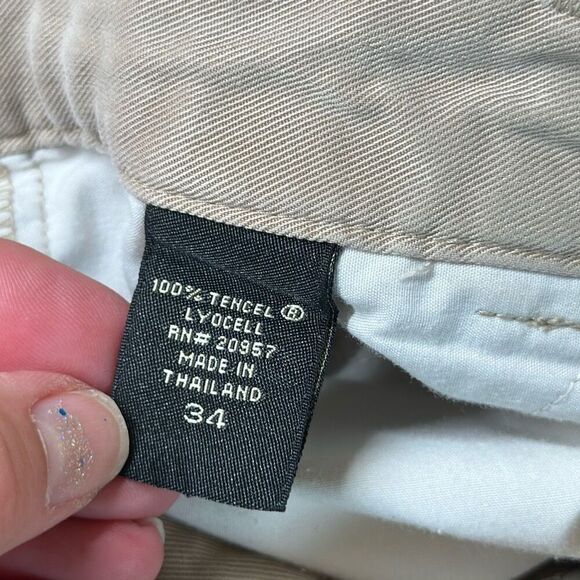 100% TENCEL ®
LYOCELL
RN# 20957
MADE IN
THAILAND
34